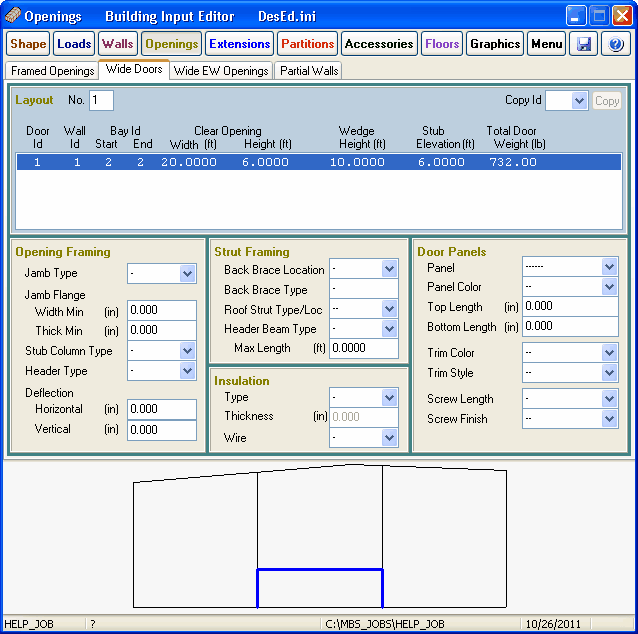 Openings Building Input Editor DesEd.ini
Shape Loads Walls Openings Extensions Partitions Accessories Floors Graphics Menu
Framed Openings Wide Doors Wide EW Openings Partial Walls
Layout No. 1 Copy Id Copy
Door Wall Bay Id Clear Opening Wedge Stub Total Door
Id Id Start End Width (ft) Height (ft) Height (ft) Elevation (ft) Weight (lb)
1 1 2 2 20.0000 6.0000 10.0000 6.0000 732.00
Opening Framing
Jamb Type -
Jamb Flange
Width Min (in) 0.000
Thick Min (in) 0.000
Stub Column Type -
Header Type -
Deflection
Horizontal (in) 0.000
Vertical (in) 0.000
Strut Framing
Back Brace Location -
Back Brace Type -
Roof Strut Type/Loc --
Header Beam Type -
Max Length (ft) 0.0000
Insulation
Type -
Thickness (in) 0.000
Wire -
Door Panels
Panel ------
Panel Color --
Top Length (in) 0.000
Bottom Length (in) 0.000
Trim Color --
Trim Style --
Screw Length --
Screw Finish --
HELP_JOB ? C:\MBS_JOBS\HELP_JOB 10/26/2011